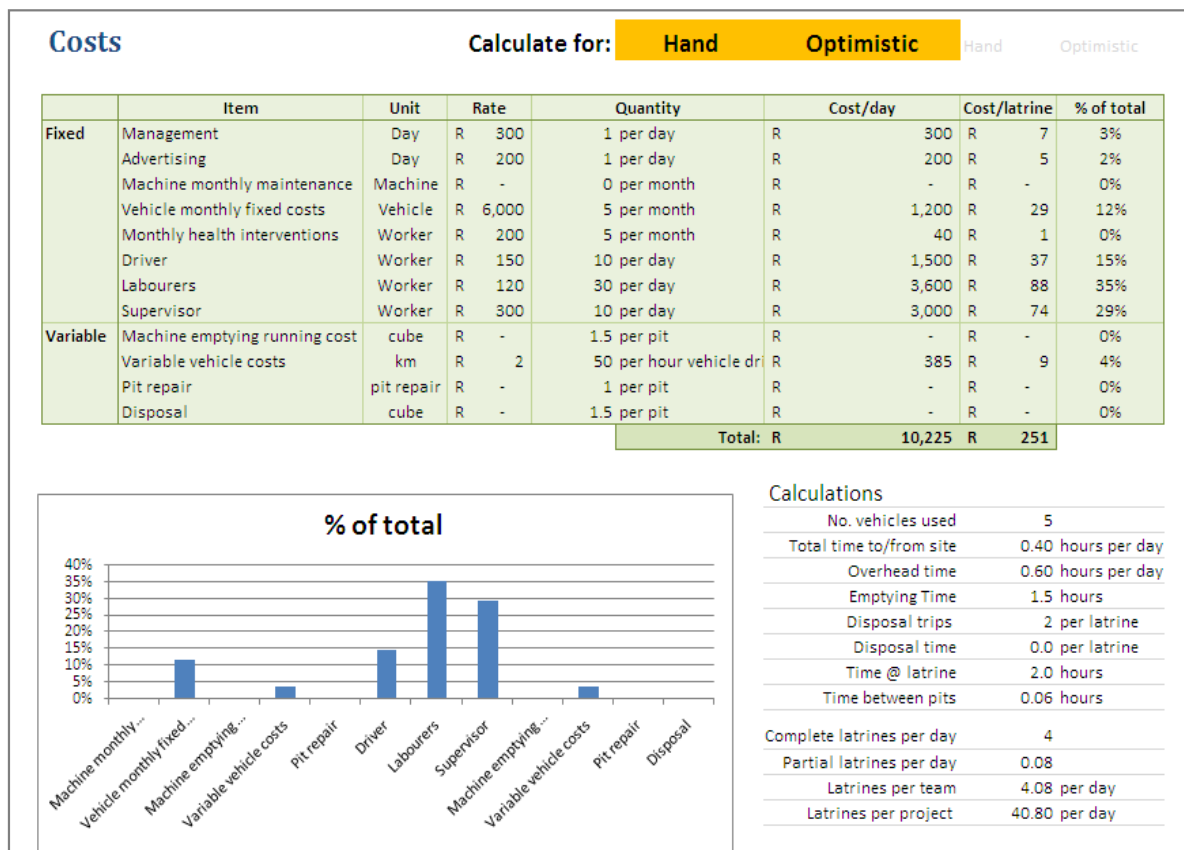 Costs Calculate for: Hand Optimistic Hand Optimistic
Item Unit Rate Quantity Cost/day Cost/latrine % of total
Fixed Management Day R 300 1 per day R 300 R 7 3%
Advertising Day R 200 1 per day R 200 R 5 2%
Machine monthly maintenance Machine R - 0 per month R - R - 0%
Vehicle monthly fixed costs Vehicle R 6,000 5 per month R 1,200 R 29 12%
Monthly health interventions Worker R 200 5 per month R 40 R 1 0%
Driver Worker R 150 10 per day R 1,500 R 37 15%
Labourers Worker R 120 30 per day R 3,600 R 88 35%
Supervisor Worker R 300 10 per day R 3,000 R 74 29%
Variable Machine emptying running cost cube R - 1.5 per pit R - R - 0%
Variable vehicle costs km R 2 50 per hour vehicle dri R 385 R 9 4%
Pit repair pit repair R - 1 per pit R - R - 0%
Disposal cube R - 1.5 per pit R - R - 0%
Total: R 10,225 R 251
% of total
40%
35%
30%
25%
20%
15%
10%
5%
0%
Machine monthly...
Vehicle monthly fixed...
Machine emptying...
Variable vehicle costs
Pit repair
Driver
Labourers
Supervisor
Machine emptying...
Variable vehicle costs
Pit repair
Disposal
Calculations
No. vehicles used 5
Total time to/from site 0.40 hours per day
Overhead time 0.60 hours per day
Emptying Time 1.5 hours
Disposal trips 2 per latrine
Disposal time 0.0 per latrine
Time @ latrine 2.0 hours
Time between pits 0.06 hours
Complete latrines per day 4
Partial latrines per day 0.08
Latrines per team 4.08 per day
Latrines per project 40.80 per day